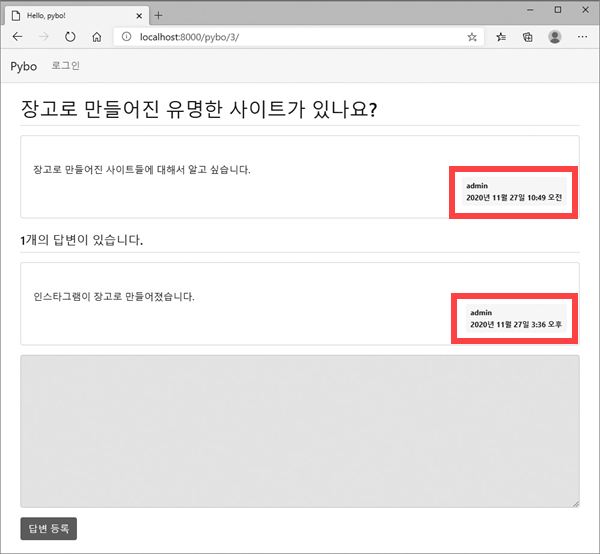 Hello, pybo!
localhost:8000/pybo/3/
Pybo 로그인
장고로 만들어진 유명한 사이트가 있나요?
장고로 만들어진 사이트들에 대해서 알고 싶습니다.
admin
2020년 11월 27일 10:49 오전
1개의 답변이 있습니다.
인스타그램이 장고로 만들어졌습니다.
admin
2020년 11월 27일 3:36 오후
답변 등록